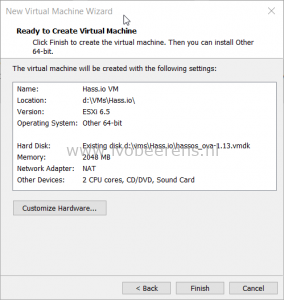 New Virtual Machine Wizard
Ready to Create Virtual Machine
Click Finish to create the virtual machine. Then you can install Other
64-bit.
The virtual machine will be created with the following settings:
Name: Hass.io VM
Location: d:\VMs\Hass.io\
Version: ESXi 6.5
Operating System: Other 64-bit
Hard Disk: Existing disk d:\vms\Hass.io\hassos_ova-1.13.vmdk
www.ivobeerens.nl
Memory: 2048 MB
Network Adapter: NAT
Other Devices: 2 CPU cores, CD/DVD, Sound Card
Customize Hardware...
< Back Finish Cancel